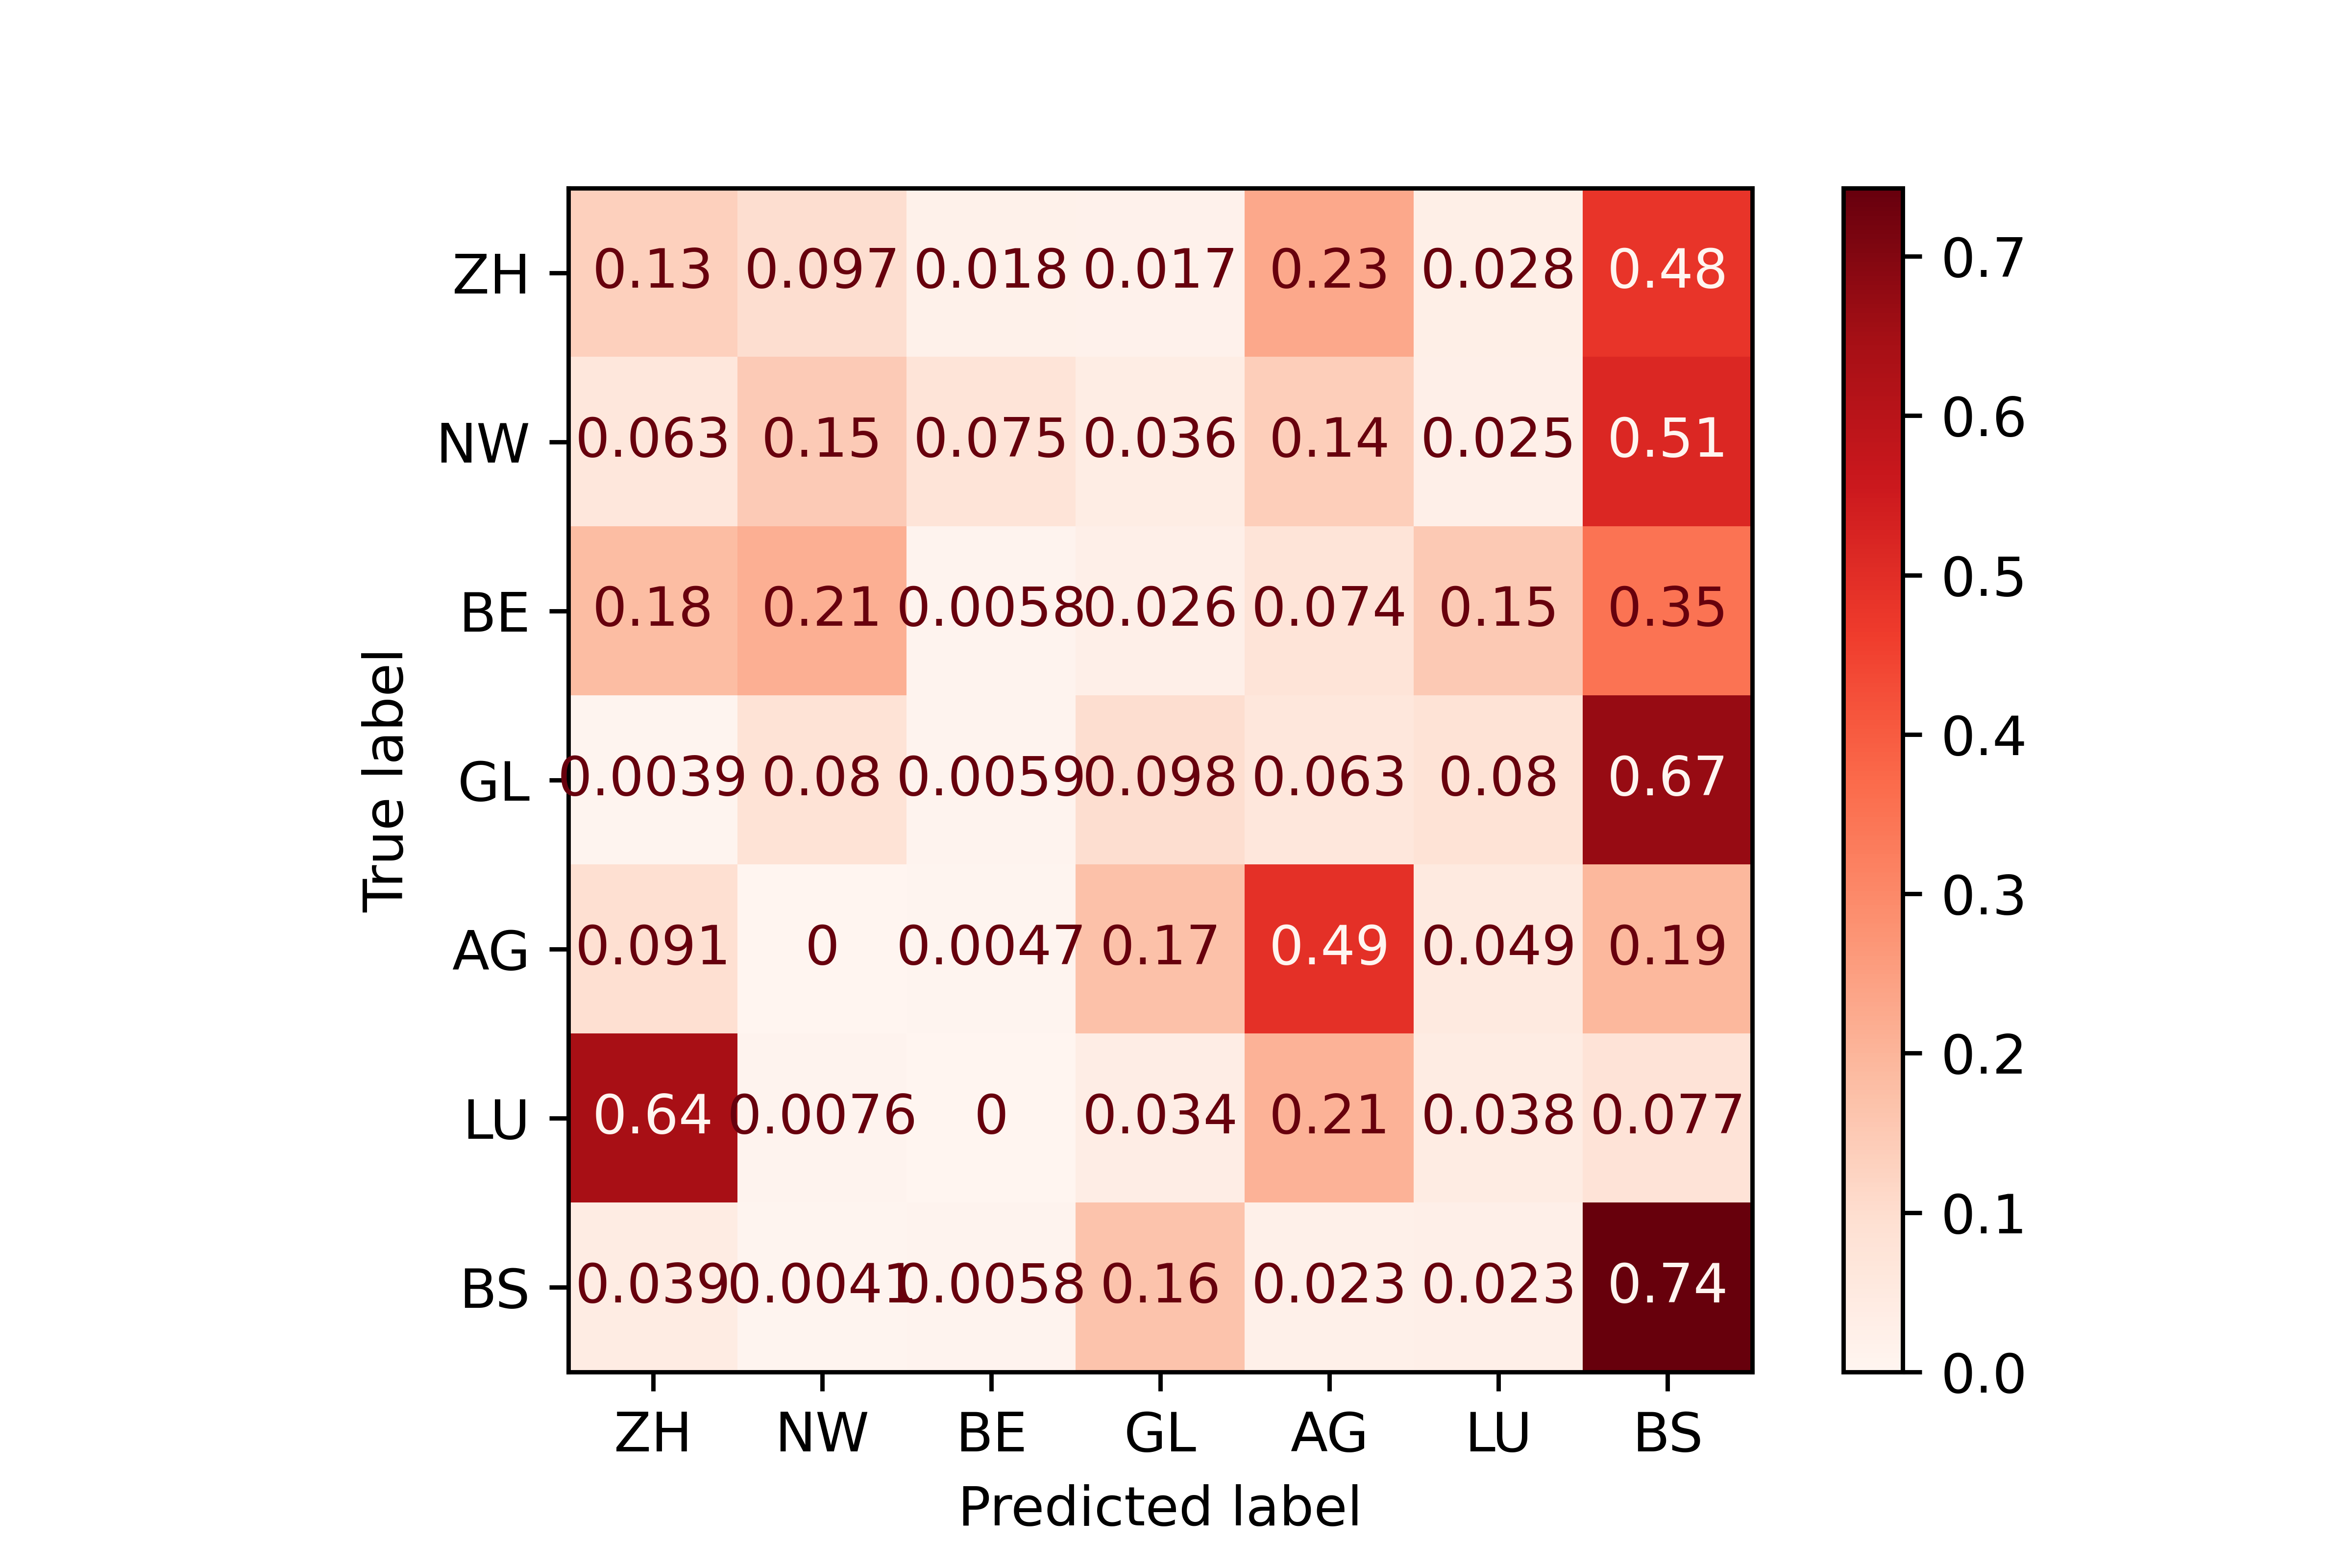 ZH 0.13 0.097 0.018 0.017 0.23 0.028 0.48
NW 0.063 0.15 0.075 0.036 0.14 0.025 0.51
BE 0.18 0.21 0.0058 0.026 0.074 0.15 0.35
GL 0.0039 0.08 0.0059 0.098 0.063 0.08 0.67
AG 0.091 0 0.0047 0.17 0.49 0.049 0.19
LU 0.64 0.0076 0 0.034 0.21 0.038 0.077
BS 0.039 0.0041 0.0058 0.16 0.023 0.023 0.74
ZH NW BE GL AG LU BS
Predicted label
True label
0.7
0.6
0.5
0.4
0.3
0.2
0.1
0.0